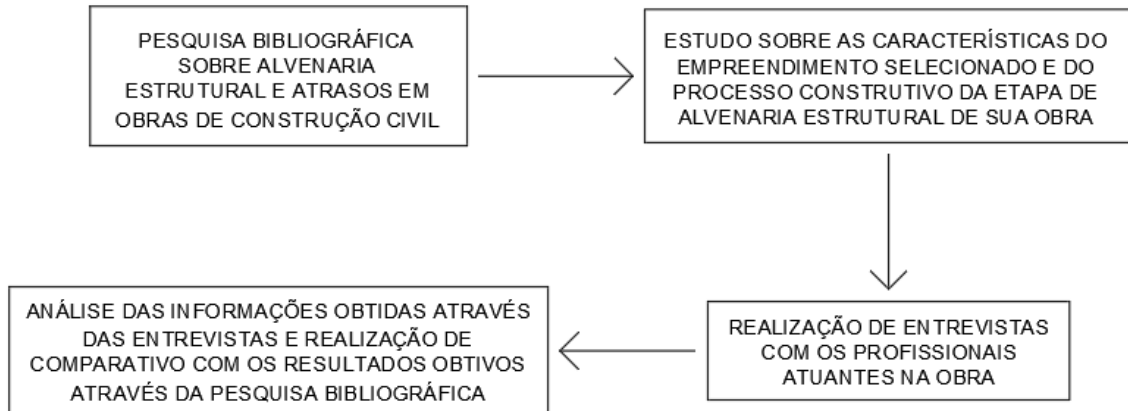 PESQUISA BIBLIOGRÁFICA
SOBRE ALVENARIA
ESTRUTURAL E ATRASOS EM
OBRAS DE CONSTRUÇÃO CIVIL
ESTUDO SOBRE AS CARACTERÍSTICAS DO
EMPREENDIMENTO SELECIONADO E DO
PROCESSO CONSTRUTIVO DA ETAPA DE
ALVENARIA ESTRUTURAL DE SUA OBRA
REALIZAÇÃO DE ENTREVISTAS
COM OS PROFISSIONAIS
ATUANTES NA OBRA
ANÁLISE DAS INFORMAÇÕES OBTIDAS ATRAVÉS
DAS ENTREVISTAS E REALIZAÇÃO DE
COMPARATIVO COM OS RESULTADOS OBTIVOS
ATRAVÉS DA PESQUISA BIBLIOGRÁFICA